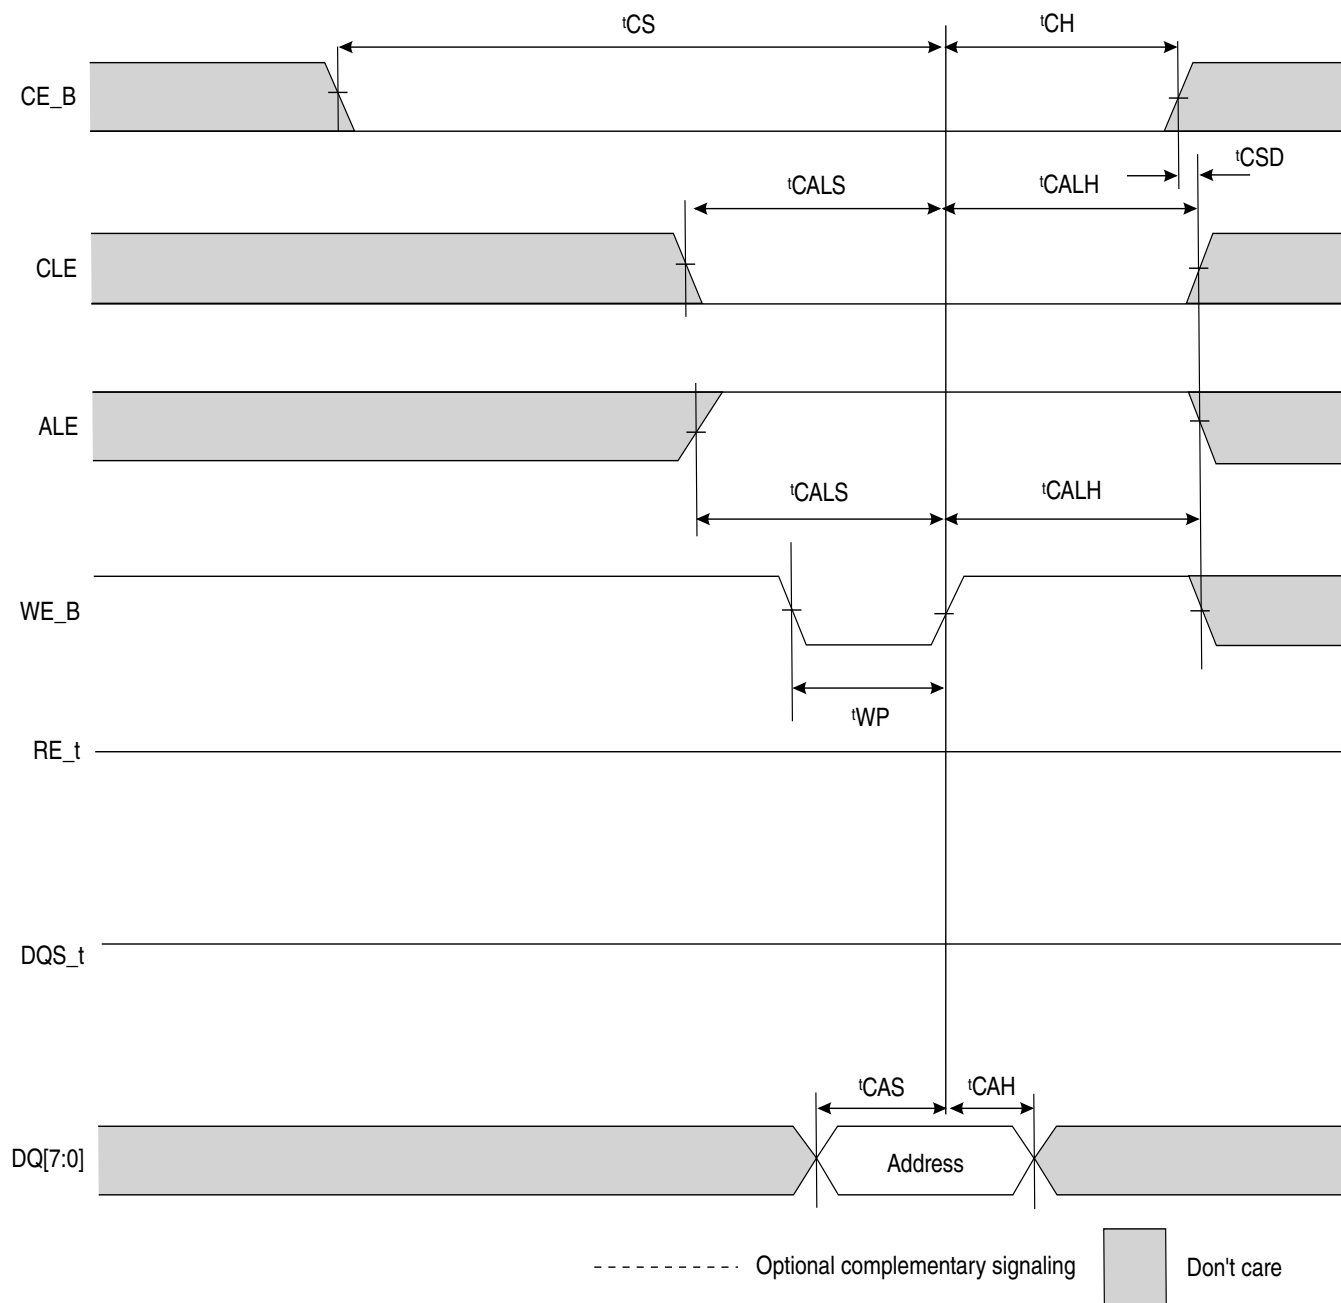 tCS
tCH
CE_B
tCSD
tCALS
tCALH
CLE
ALE
tCALS
tCALH
WE_B
tWP
RE_t
DQS_t
tCAS
tCAH
DQ[7:0]
Address
Optional complementary signaling
Don't care